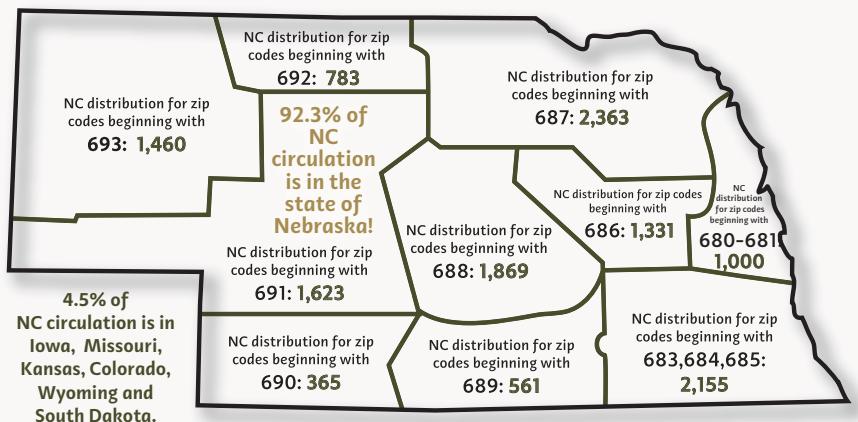 NC distribution for zip
codes beginning with
692: 783
NC distribution for zip
codes beginning with
693: 1,460
92.3% of
NC
circulation
is in the
state of
Nebraska!
NC distribution for zip
codes beginning with
687: 2,363
NC
distribution
for zip codes
beginning with
680-681:
1,000
NC distribution for zip codes
beginning with
686: 1,331
NC distribution for zip
codes beginning with
688: 1,869
NC distribution for zip
codes beginning with
691: 1,623
4.5% of
NC circulation is in
Iowa, Missouri,
Kansas, Colorado,
Wyoming and
South Dakota.
NC distribution for zip
codes beginning with
690: 365
NC distribution for zip
codes beginning with
689: 561
NC distribution for zip
codes beginning with
683,684,685:
2,155